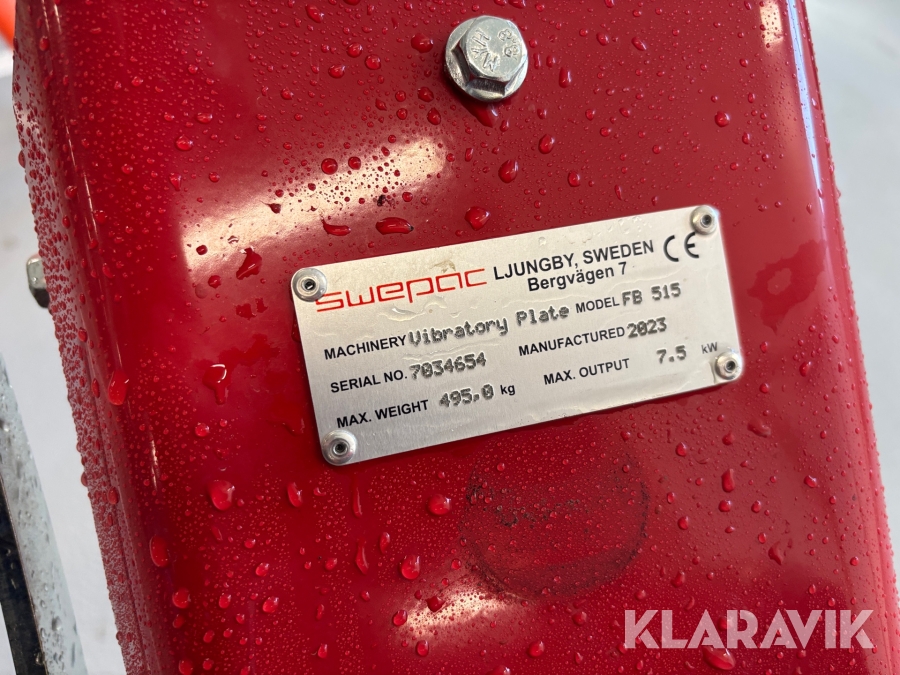 swepac LJUNGBY, SWEDEN CE
Bergvägen 7
MACHINERY Vibratory Plate MODEL FB 515
SERIAL NO. 7034654 MANUFACTURED 2023
MAX. WEIGHT 495,0 kg MAX. OUTPUT 7.5 kW
KLARAVIK